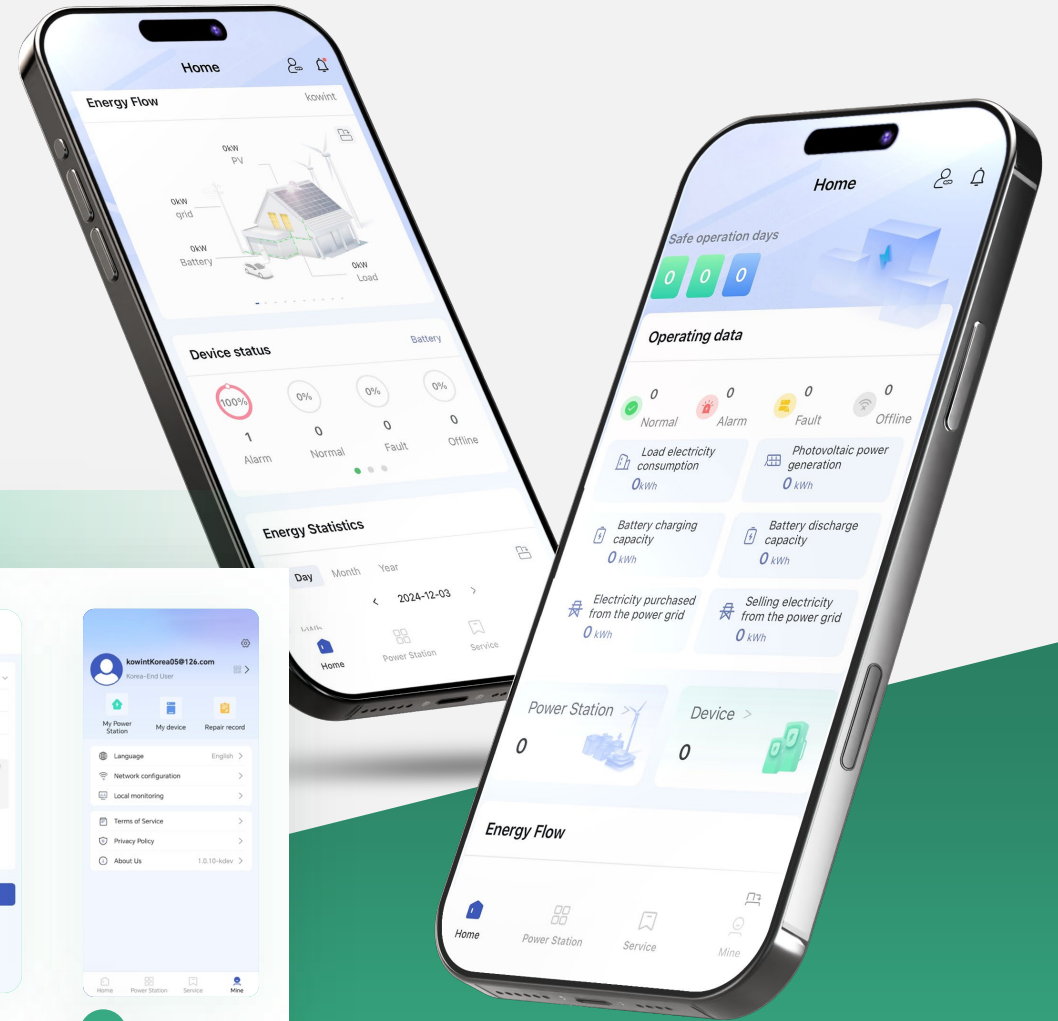 Home
Energy Flow
kowint
0kW
PV
0kW
grid
0kW
Battery
0kW
Load
Device status
Battery
100%
0%
0%
0%
1
0
0
0
Alarm
Normal
Fault
Offline
Energy Statistics
Day
Month
Year
< 2024-12-03 >
Home
Power Station
Service
Home
Safe operation days
0 0 0
Operating data
0
Normal
0
Alarm
0
Fault
0
Offline
Load electricity
consumption
0kWh
Photovoltaic power
generation
0 kWh
Battery charging
capacity
0 kWh
Battery discharge
capacity
0 kWh
Electricity purchased
from the power grid
0 kWh
Selling electricity
from the power grid
0 kWh
Power Station >
0
Device >
0
Energy Flow
Home
Power Station
Service
Mine
kowintKorea05@126.com
Korea-End User
My Power
Station
My device
Repair record
Language
English >
Network configuration >
Local monitoring >
Terms of Service >
Privacy Policy >
About Us
1.0.10-kdev >
Home
Power Station
Service
Mine